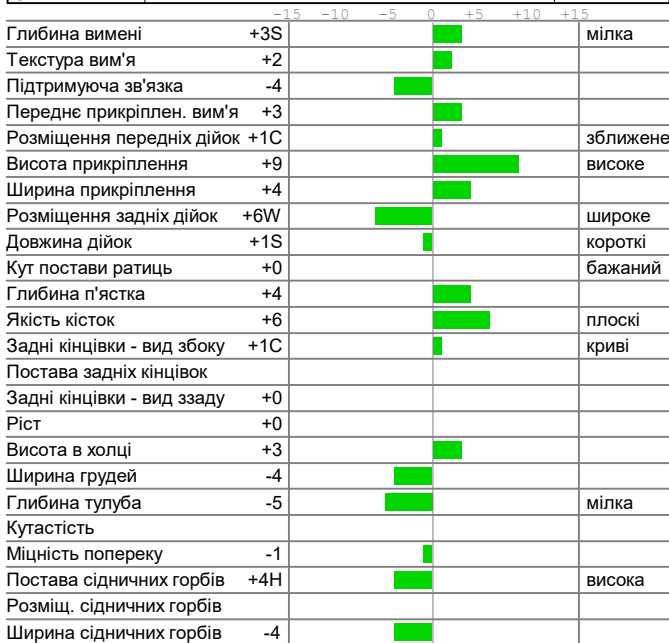 -15 -10 -5 0 +5 +10 +15
Глибина вимені +3S мілка
Текстура вим'я +2
Підтримуюча зв'язка -4
Переднє прикріплен. вим'я +3
Розміщення передніх дійок +1C зближене
Висота прикріплення +9 високе
Ширина прикріплення +4
Розміщення задніх дійок +6W широке
Довжина дійок +1S короткі
Кут постави ратиць +0 бажаний
Глибина п'ястка +4
Якість кісток +6 плоскі
Задні кінцівки - вид збоку +1C криві
Постава задніх кінцівок
Задні кінцівки - вид ззаду +0
Ріст +0
Висота в холці +3
Ширина грудей -4
Глибина тулуба -5 мілка
Кутастість
Міцність попереку -1
Постава сідничних горбів +4H висока
Розміщ. сідничних горбів
Ширина сідничних горбів -4